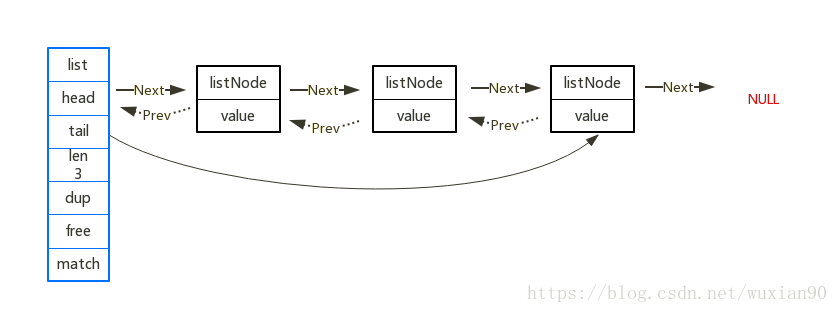 list
head
tail
len
3
dup
free
match
Next
Prev
listNode
value
Next
Prev
listNode
value
Next
Prev
listNode
value
Next
NULL
https://blog.csdn.net/wuxian90